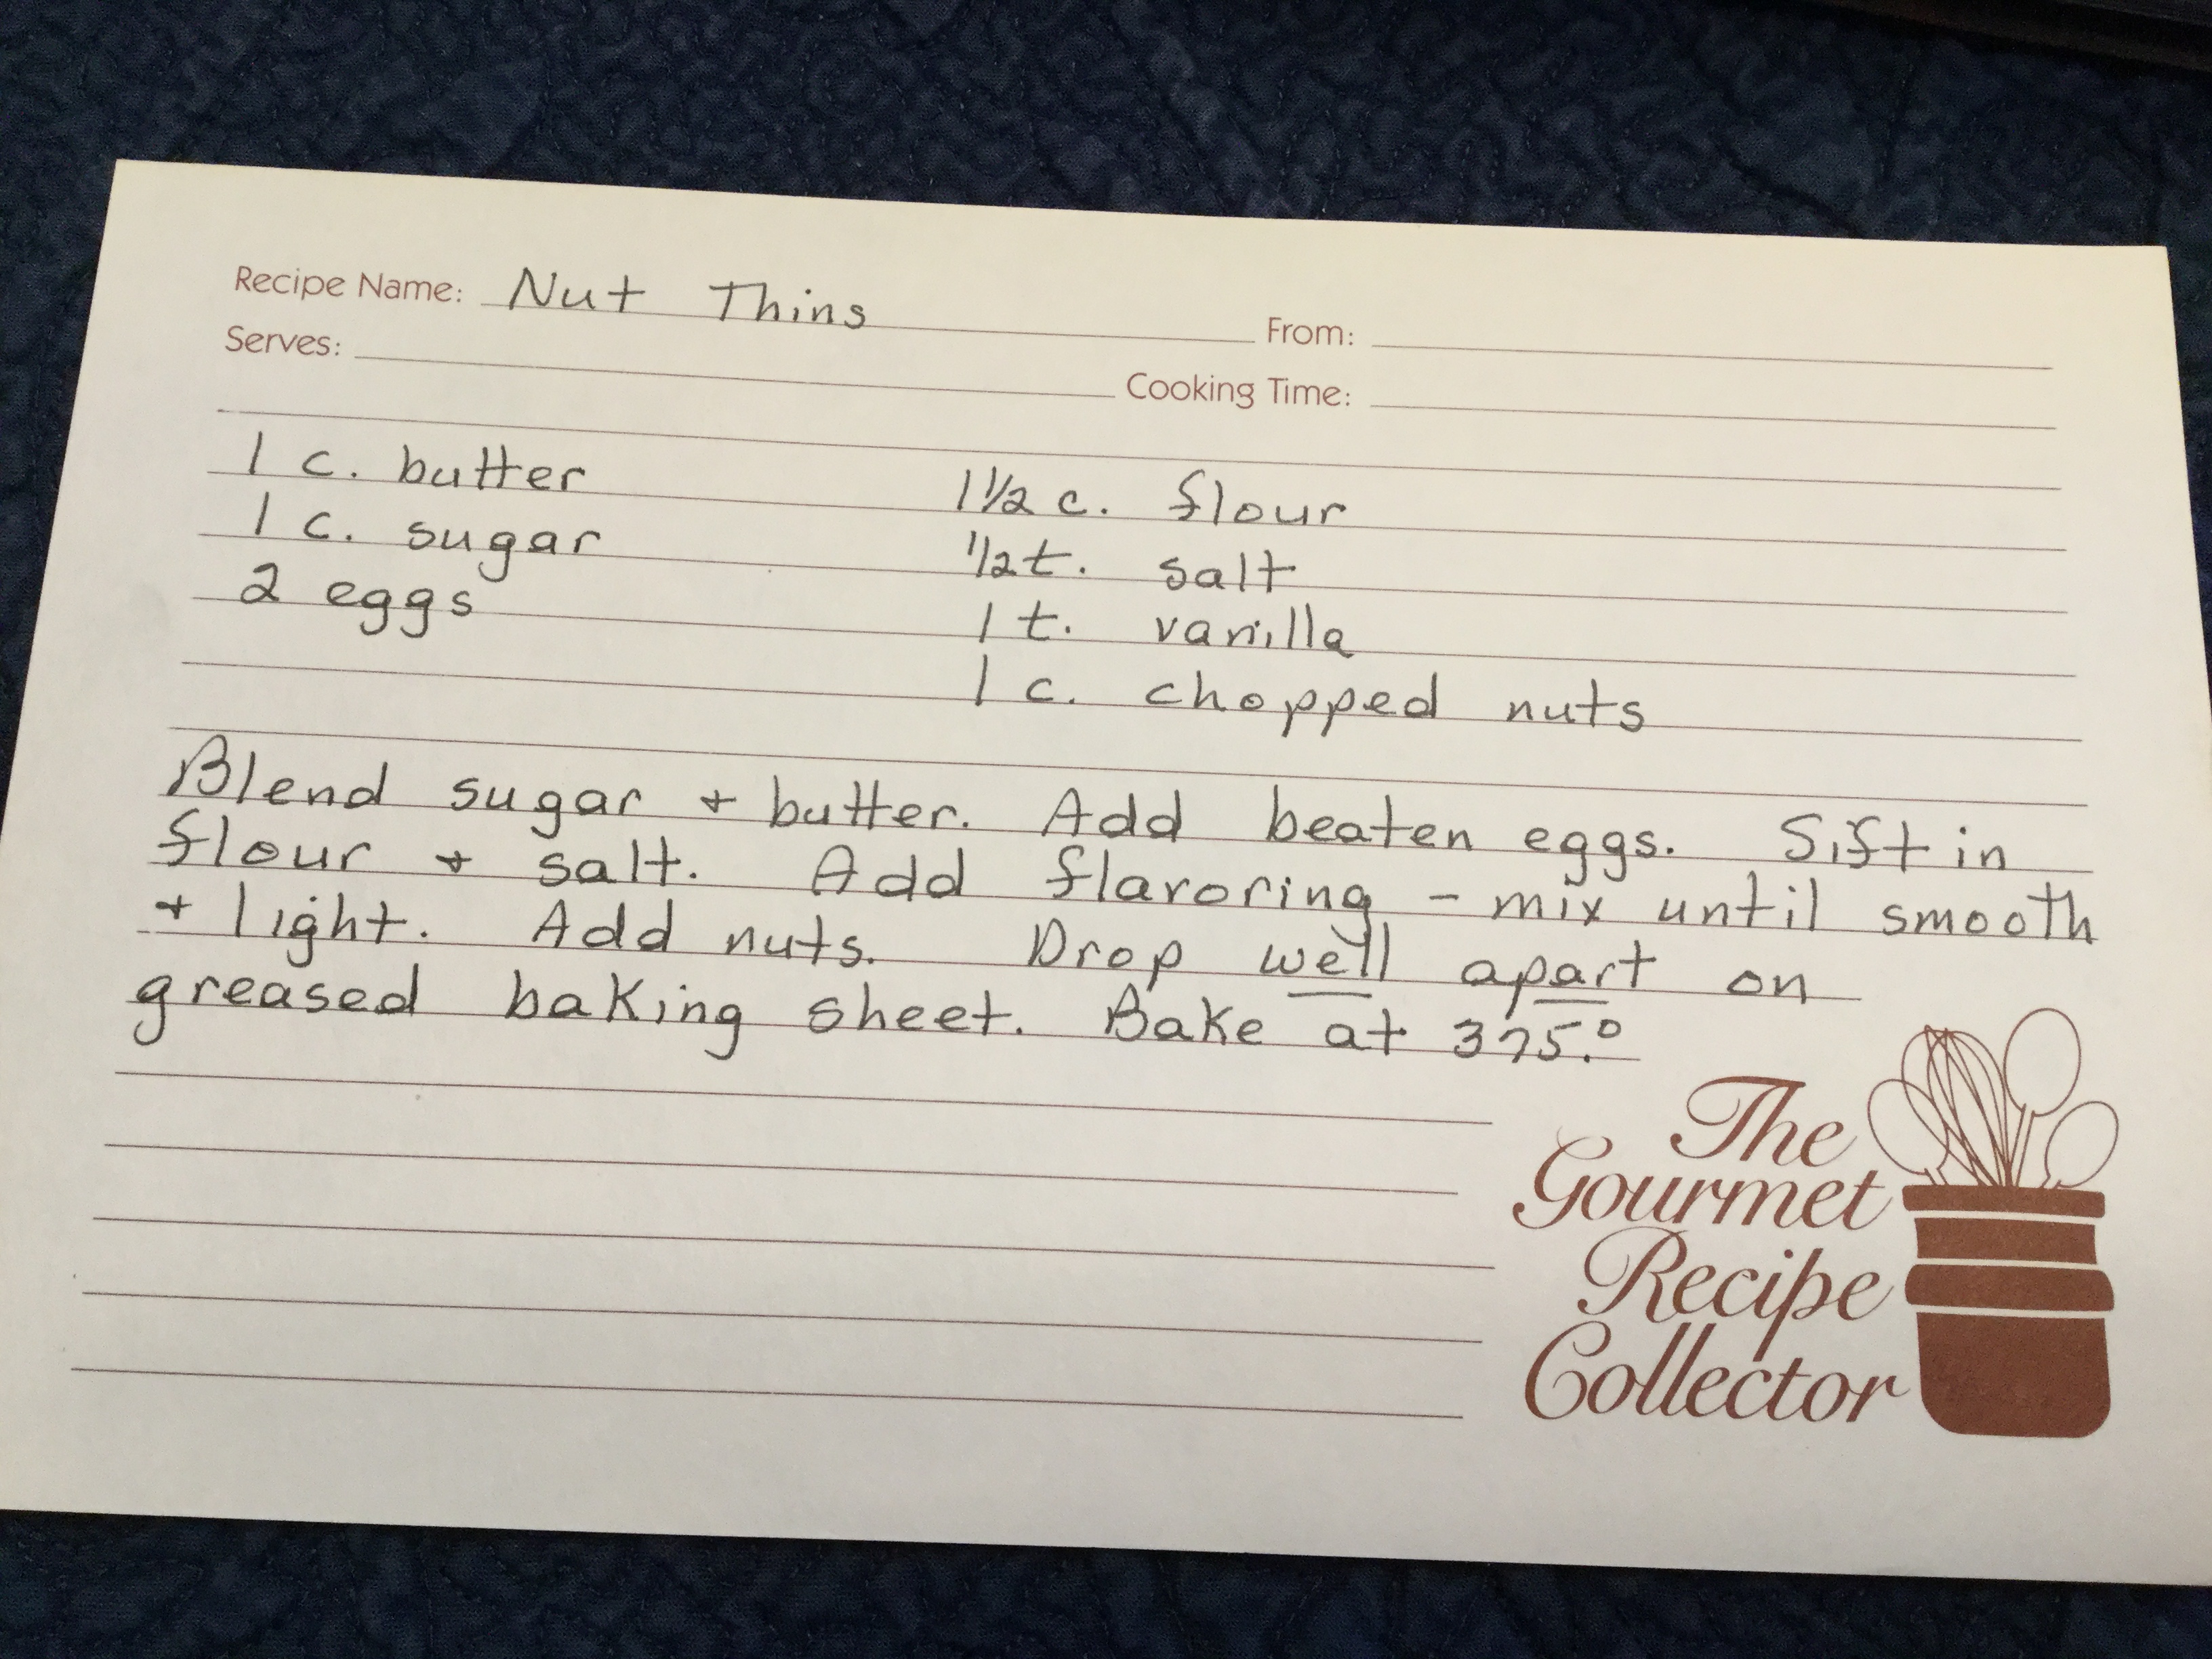 Recipe Name: Nut Thins From:
Serves: Cooking Time:
1 c. butter 1 1/2 c. flour
1 c. sugar 1/2 t. salt
2 eggs 1 t. vanilla
1 c. chopped nuts
Blend sugar + butter. Add beaten eggs. Sift in
flour + salt. Add flavoring - mix until smooth
+ light. Add nuts. Drop well apart on
greased baking sheet. Bake at 375.°
The
Gourmet
Recipe
Collector